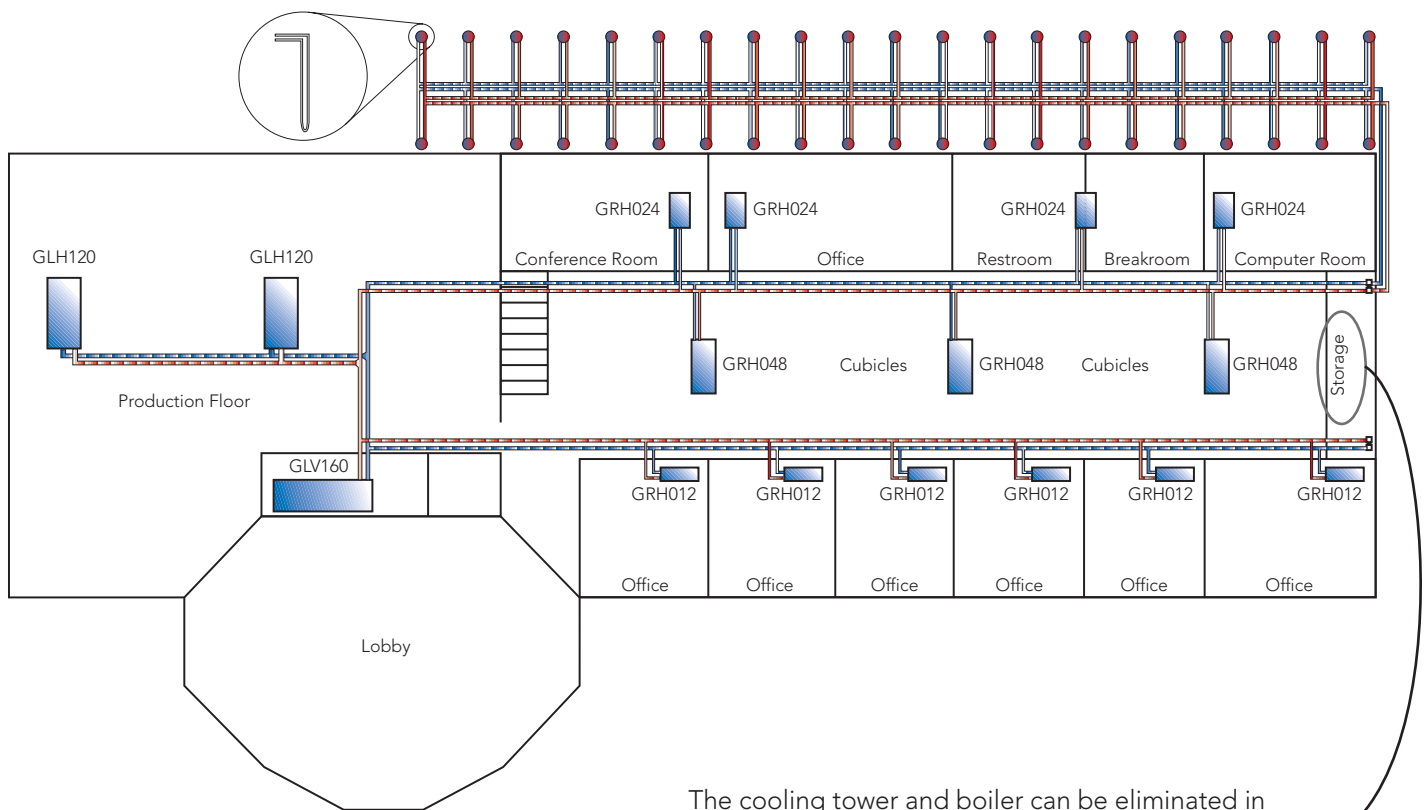 GRH024
GRH024
GRH024
GRH024
GLH120
GLH120
Conference Room
Office
Restroom
Breakroom
Computer Room
GRH048
Cubicles
GRH048
Cubicles
GRH048
Storage
Production Floor
GLV160
GRH012
GRH012
GRH012
GRH012
GRH012
GRH012
Office
Office
Office
Office
Office
Office
Lobby
The cooling tower and boiler can be eliminated in